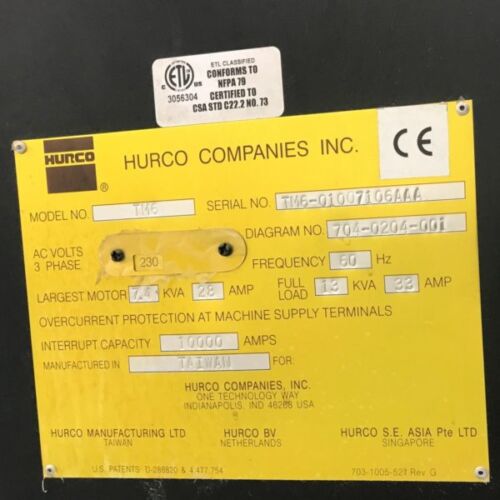 ETL CLASSIFIED
ETL
C US
CONFORMS TO
NFPA 79
3056304
CERTIFIED TO
CSA STD C22.2 NO. 73
HURCO ®
HURCO COMPANIES INC.
CE
MODEL NO. TM6
SERIAL NO. TM6-01007106AAA
DIAGRAM NO. 704-0204-001
AC VOLTS
3 PHASE
230
FREQUENCY 60 Hz
LARGEST MOTOR 7.4 KVA 28 AMP
FULL
LOAD 13 KVA 33 AMP
OVERCURRENT PROTECTION AT MACHINE SUPPLY TERMINALS
INTERRUPT CAPACITY 10000 AMPS
MANUFACTURED IN TAIWAN FOR:
HURCO COMPANIES, INC.
ONE TECHNOLOGY WAY
INDIANAPOLIS, IND 46268 USA
HURCO MANUFACTURING LTD
TAIWAN
HURCO BV
NETHERLANDS
HURCO S.E. ASIA Pte LTD
SINGAPORE
U.S. PATENTS D-286820 & 4 477 754
703-1005-521 Rev G